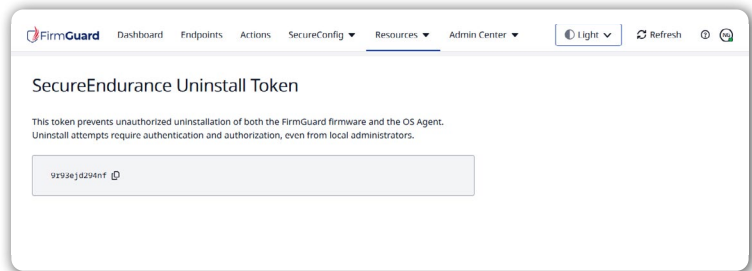 FirmGuard Dashboard Endpoints Actions SecureConfig Resources Admin Center Light Refresh NG
SecureEndurance Uninstall Token
This token prevents unauthorized uninstallation of both the FirmGuard firmware and the OS Agent.
Uninstall attempts require authentication and authorization, even from local administrators.
9r93ejd294nf